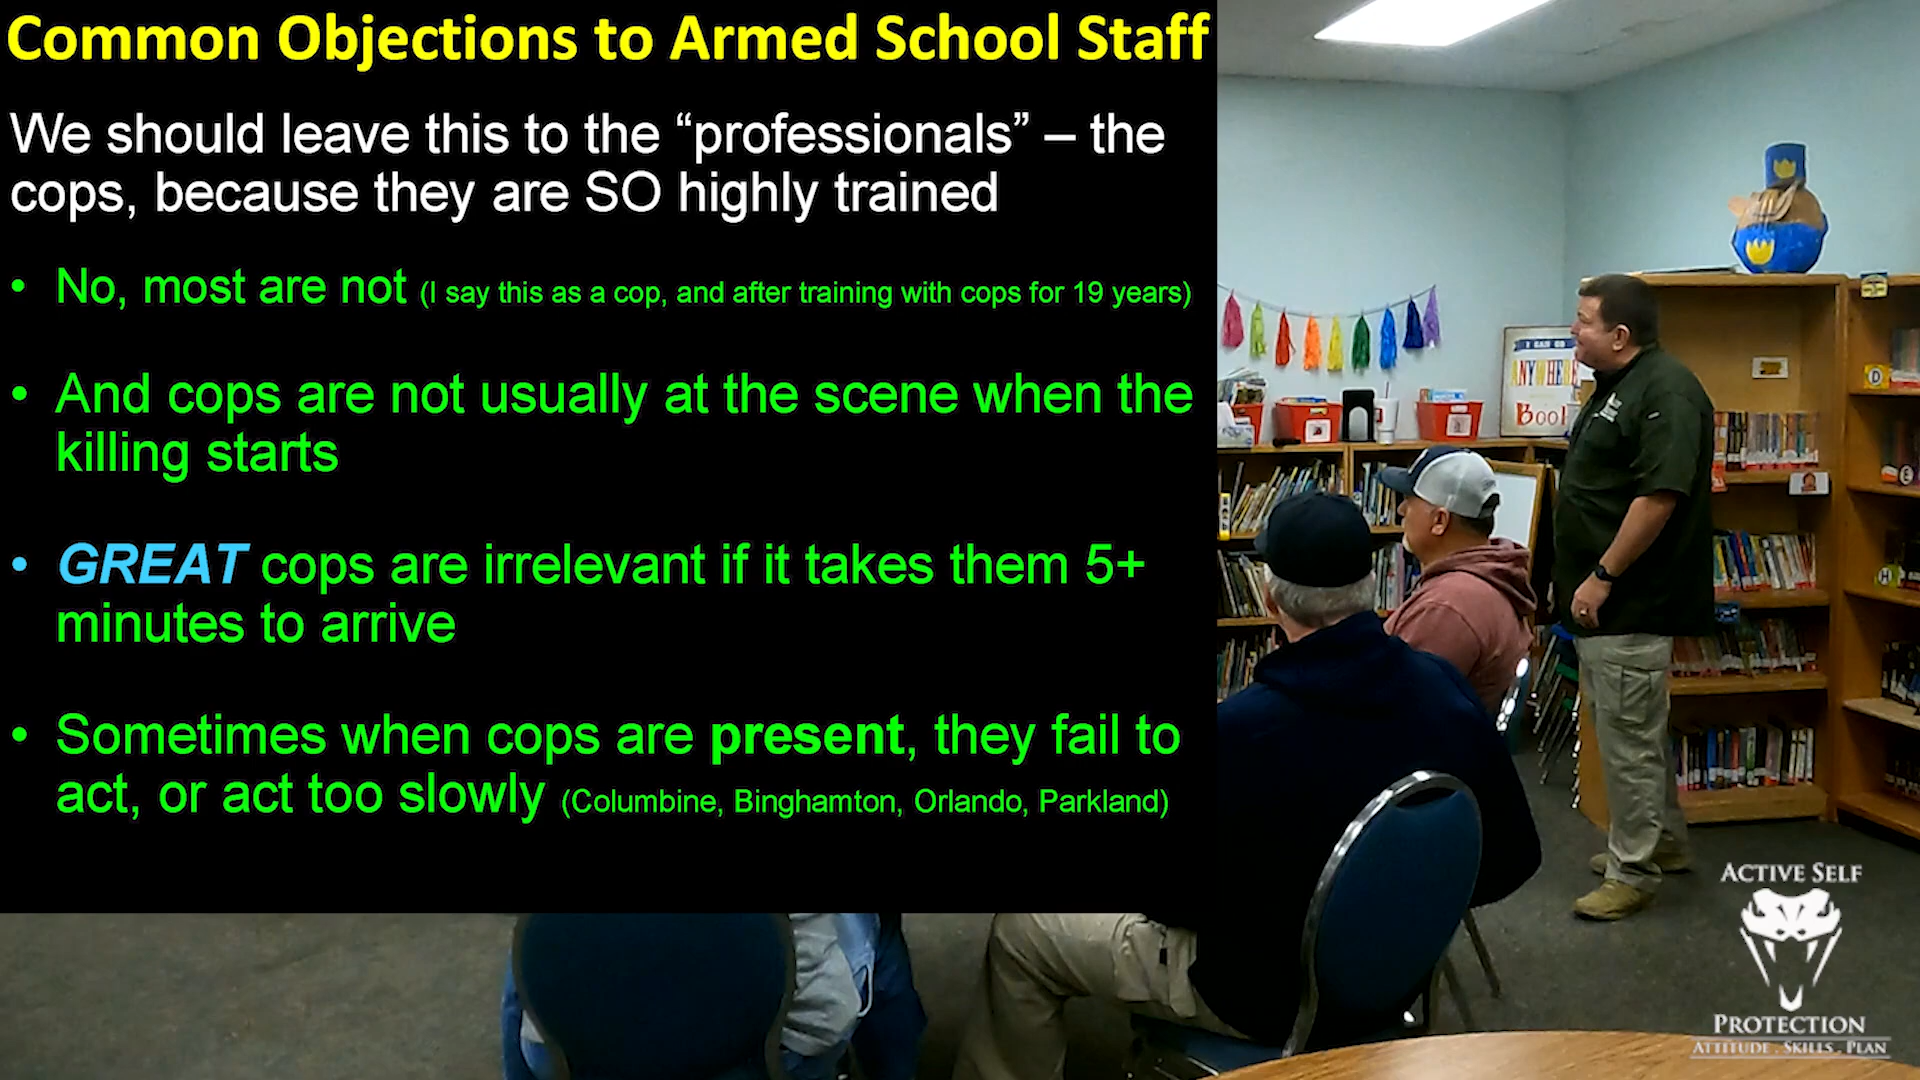 Common Objections to Armed School Staff
We should leave this to the “professionals” – the
cops, because they are SO highly trained
• No, most are not (I say this as a cop, and after training with cops for 19 years)
• And cops are not usually at the scene when the
killing starts
• GREAT cops are irrelevant if it takes them 5+
minutes to arrive
• Sometimes when cops are present, they fail to
act, or act too slowly (Columbine, Binghamton, Orlando, Parkland)
I CAN GO
ANYWHERE
Book
D
E
H
ACTIVE SELF
PROTECTION
ATTITUDE . SKILLS . PLAN